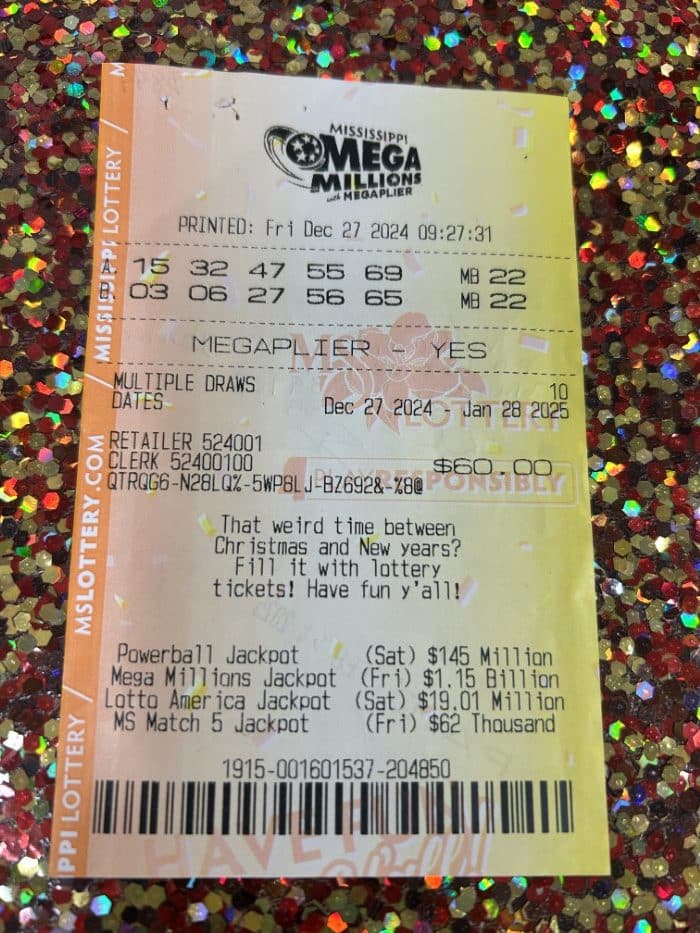 MISSISSIPPI
MEGA
MILLIONS
with MEGAPLIER
PRINTED: Fri Dec 27 2024 09:27:31
A. 15 32 47 55 69 MB 22
B. 03 06 27 56 65 MB 22
MEGAPLIER - YES
MULTIPLE DRAWS 10
DATES Dec 27 2024 - Jan 28 2025
LOTTERY
RETAILER 524001
CLERK 52400100 $60.00
QTRQG6-N28LQ%-5WP8LJ-BZ692&-%8@
PLAY RESPONSIBLY
That weird time between
Christmas and New years?
Fill it with lottery
tickets! Have fun y'all!
Powerball Jackpot (Sat) $145 Million
Mega Millions Jackpot (Fri) $1.15 Billion
Lotto America Jackpot (Sat) $19.01 Million
MS Match 5 Jackpot (Fri) $62 Thousand
1915-001601537-204850
HAVE FUN
M
MISSISSIPPI LOTTERY
MSLOTTERY.COM
PPI LOTTERY